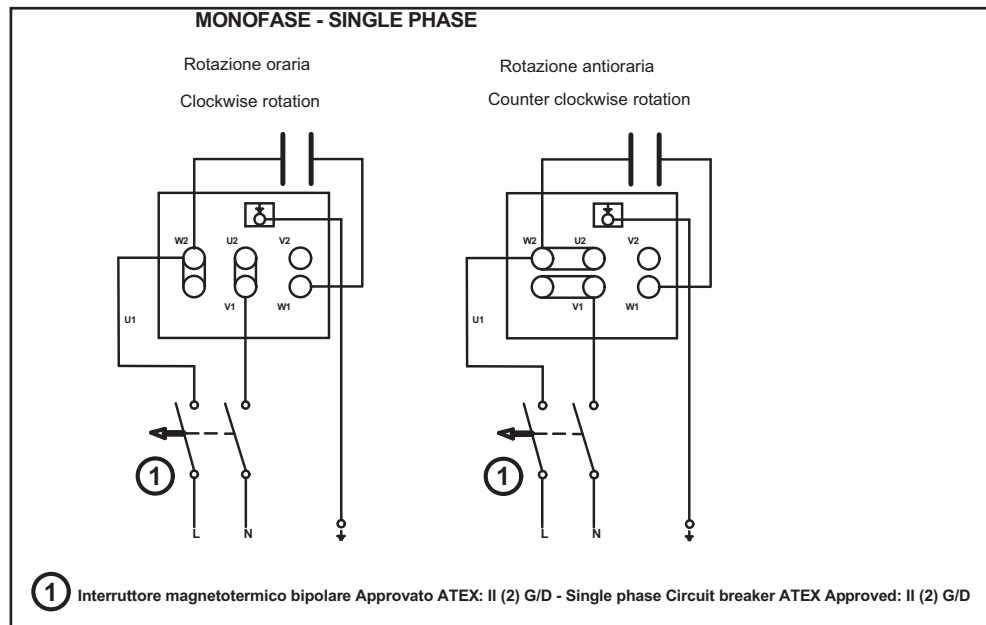 MONOFASE - SINGLE PHASE
Rotazione oraria
Clockwise rotation
Rotazione antioraria
Counter clockwise rotation
W2 U2 V2
U1 V1 W1
L N
W2 U2 V2
U1 V1 W1
L N
1
1
1 Interruttore magnetotermico bipolare Approvato ATEX: II (2) G/D - Single phase Circuit breaker ATEX Approved: II (2) G/D